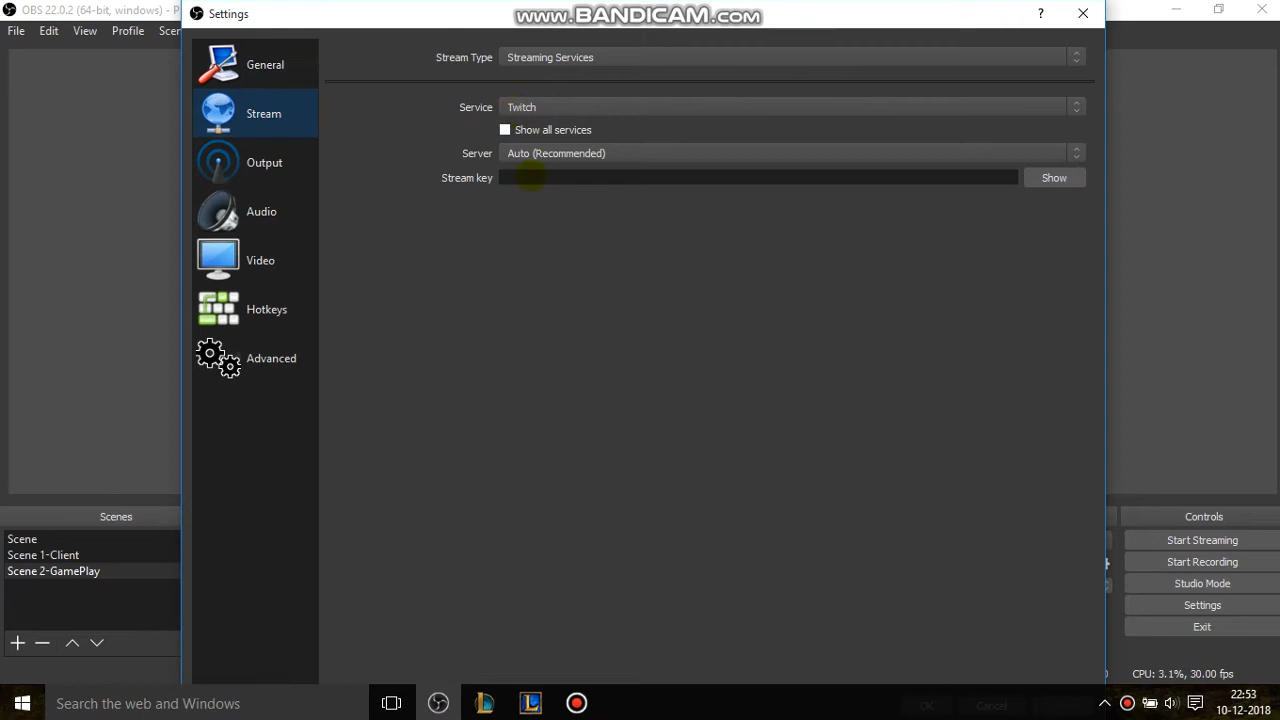 OBS 22.0.2 (64-bit, windows) - P
Settings
www.BANDICAM.com
?
File Edit View Profile Scen
General
Stream
Output
Audio
Video
Hotkeys
Advanced
Stream Type Streaming Services
Service Twitch
Show all services
Server Auto (Recommended)
Stream key Show
Scenes
Scene
Scene 1-Client
Scene 2-GamePlay
Controls
Start Streaming
Start Recording
Studio Mode
Settings
Exit
OK Cancel
CPU: 3.1%, 30.00 fps
Search the web and Windows
22:53
10-12-2018